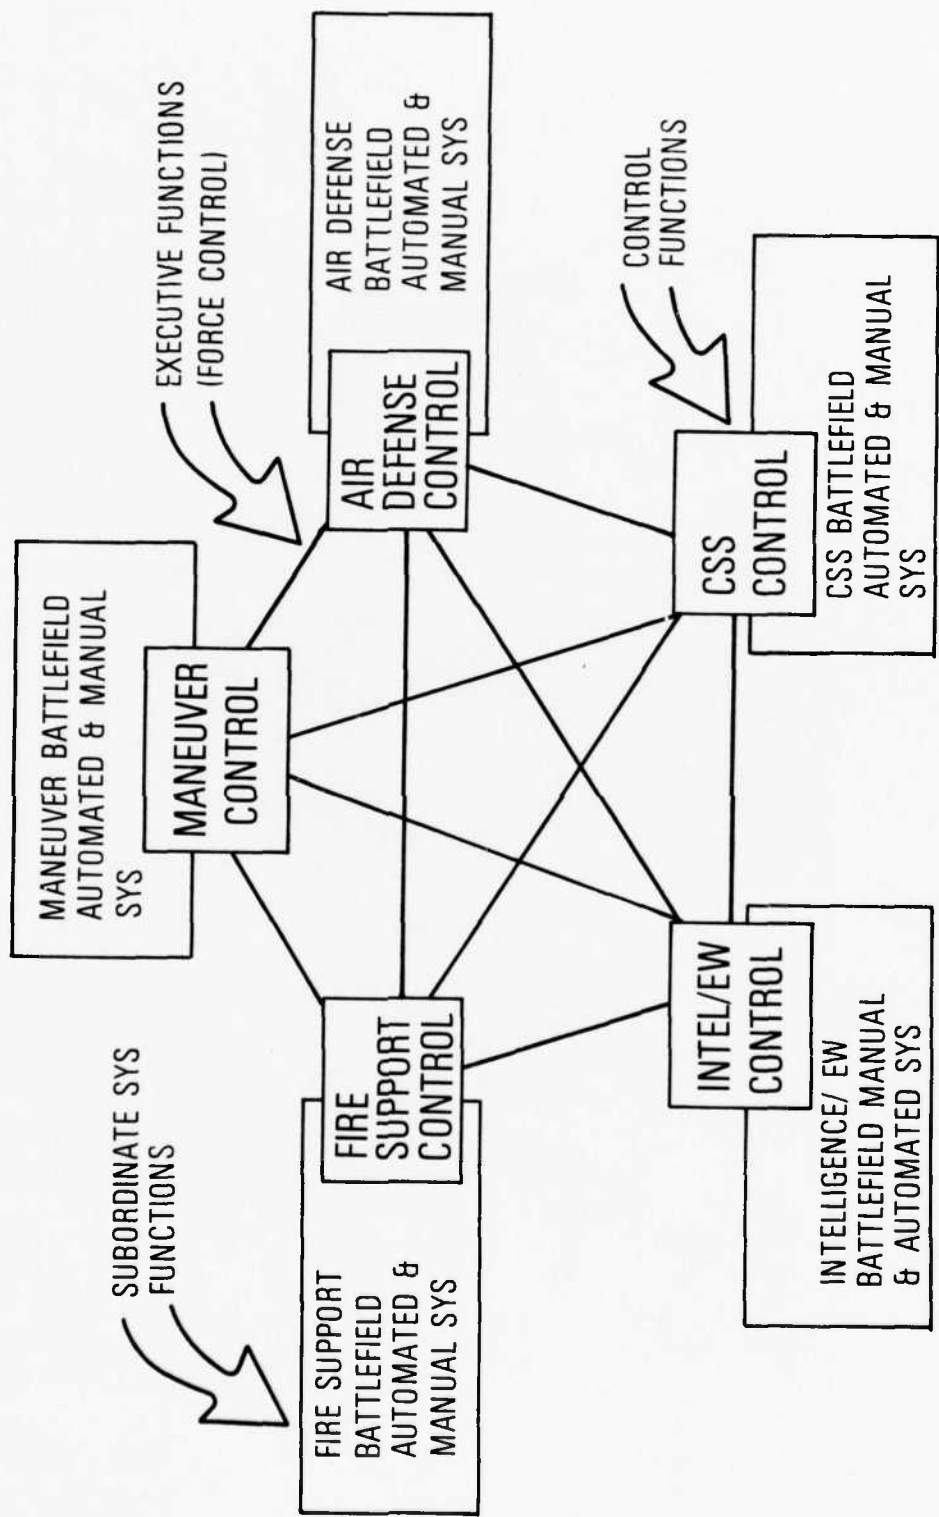 SUBORDINATE SYS
FUNCTIONS
MANEUVER BATTLEFIELD
AUTOMATED & MANUAL
SYS
EXECUTIVE FUNCTIONS
(FORCE CONTROL)
MANEUVER
CONTROL
FIRE SUPPORT
BATTLEFIELD
AUTOMATED &
MANUAL SYS
FIRE
SUPPORT
CONTROL
AIR
DEFENSE
CONTROL
AIR DEFENSE
BATTLEFIELD
AUTOMATED &
MANUAL SYS
CONTROL
FUNCTIONS
INTEL/EW
CONTROL
INTELLIGENCE/ EW
BATTLEFIELD MANUAL
& AUTOMATED SYS
CSS
CONTROL
CSS BATTLEFIELD
AUTOMATED & MANUAL
SYS